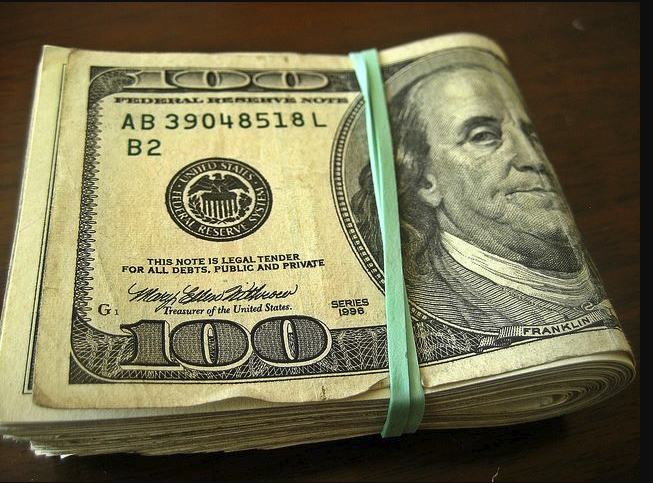 100
FEDERAL RESERVE NOTE
AB 39048518 L
B2
UNITED STATES FEDERAL RESERVE SYSTEM
THIS NOTE IS LEGAL TENDER
FOR ALL DEBTS, PUBLIC AND PRIVATE
Mary Ellen Withrow
Treasurer of the United States.
G 1
SERIES
1996
100
FRANKLIN